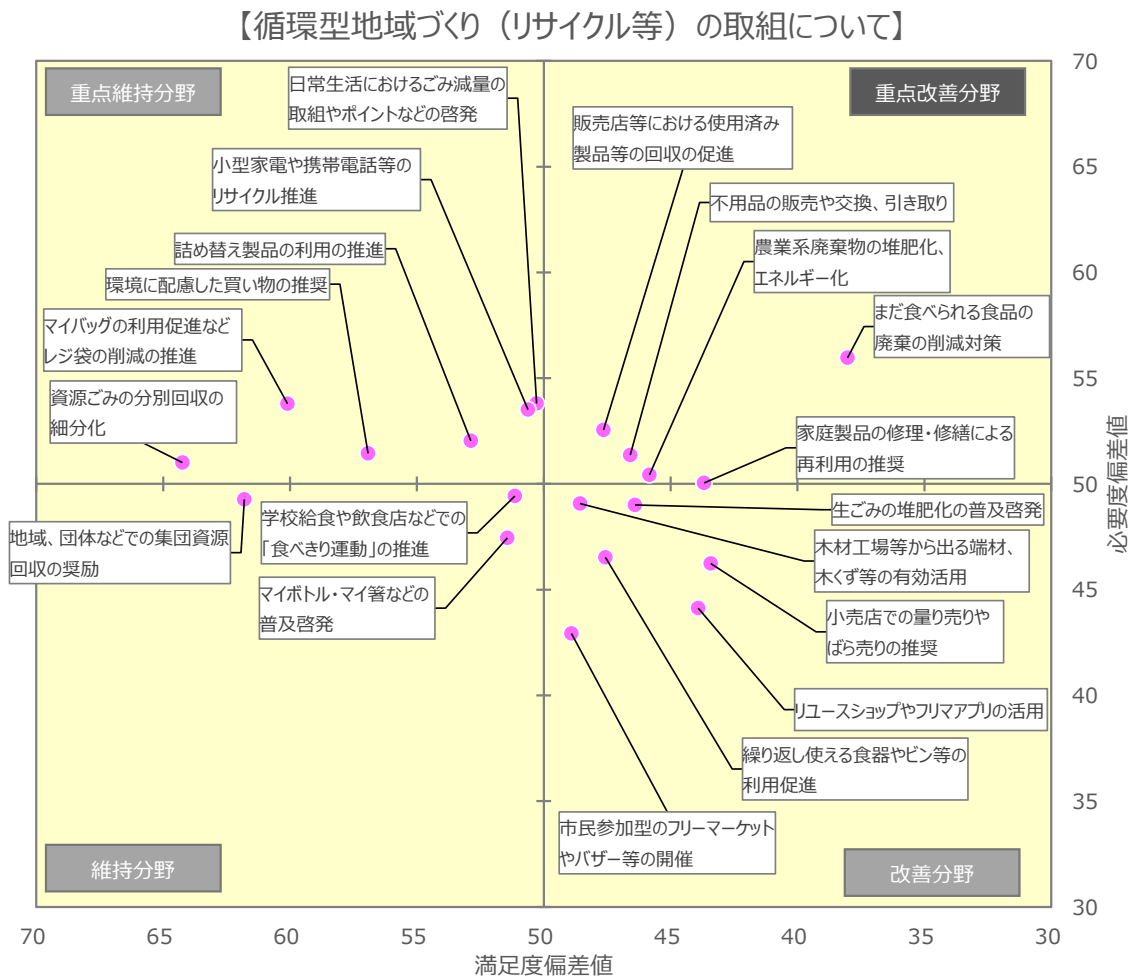 【循環型地域づくり（リサイクル等）の取組について】
重点維持分野
日常生活におけるごみ減量の
取組やポイントなどの啓発
重点改善分野
販売店等における使用済み
製品等の回収の促進
小型家電や携帯電話等の
リサイクル推進
不用品の販売や交換、引き取り
詰め替え製品の利用の推進
農業系廃棄物の堆肥化、
エネルギー化
環境に配慮した買い物の推奨
まだ食べられる食品の
廃棄の削減対策
マイバッグの利用促進など
レジ袋の削減の推進
資源ごみの分別回収の
細分化
家庭製品の修理・修繕による
再利用の推奨
地域、団体などでの集団資源
回収の奨励
学校給食や飲食店などでの
「食べきり運動」の推進
生ごみの堆肥化の普及啓発
木材工場等から出る端材、
木くず等の有効活用
マイボトル・マイ箸などの
普及啓発
小売店での量り売りや
ばら売りの推奨
リユースショップやフリマアプリの活用
繰り返し使える食器やビン等の
利用促進
市民参加型のフリーマーケット
やバザー等の開催
維持分野
改善分野
70
65
60
55
50
45
40
35
30
必要度偏差値
70
65
60
55
50
45
40
35
30
満足度偏差値